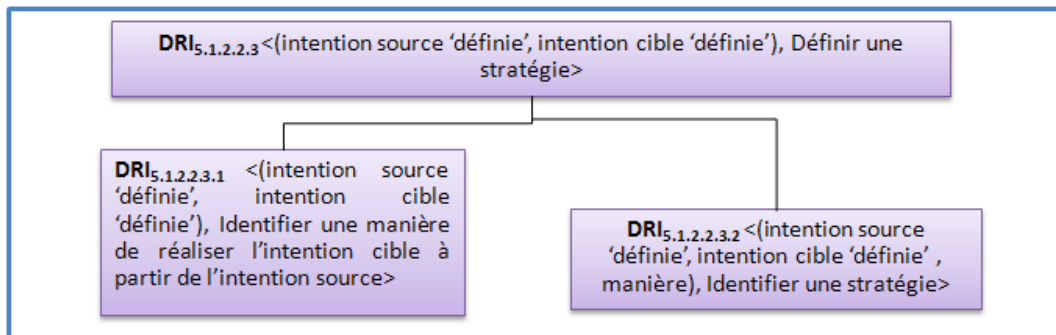 DRI5.1.2.2.3 <(intention source ‘définie’, intention cible ‘définie’), Définir une
stratégie>
DRI5.1.2.2.3.1 <(intention source
‘définie’, intention cible
‘définie’), Identifier une manière
de réaliser l’intention cible à
partir de l’intention source>
DRI5.1.2.2.3.2 <(intention source
‘définie’, intention cible ‘définie’ ,
manière), Identifier une stratégie>